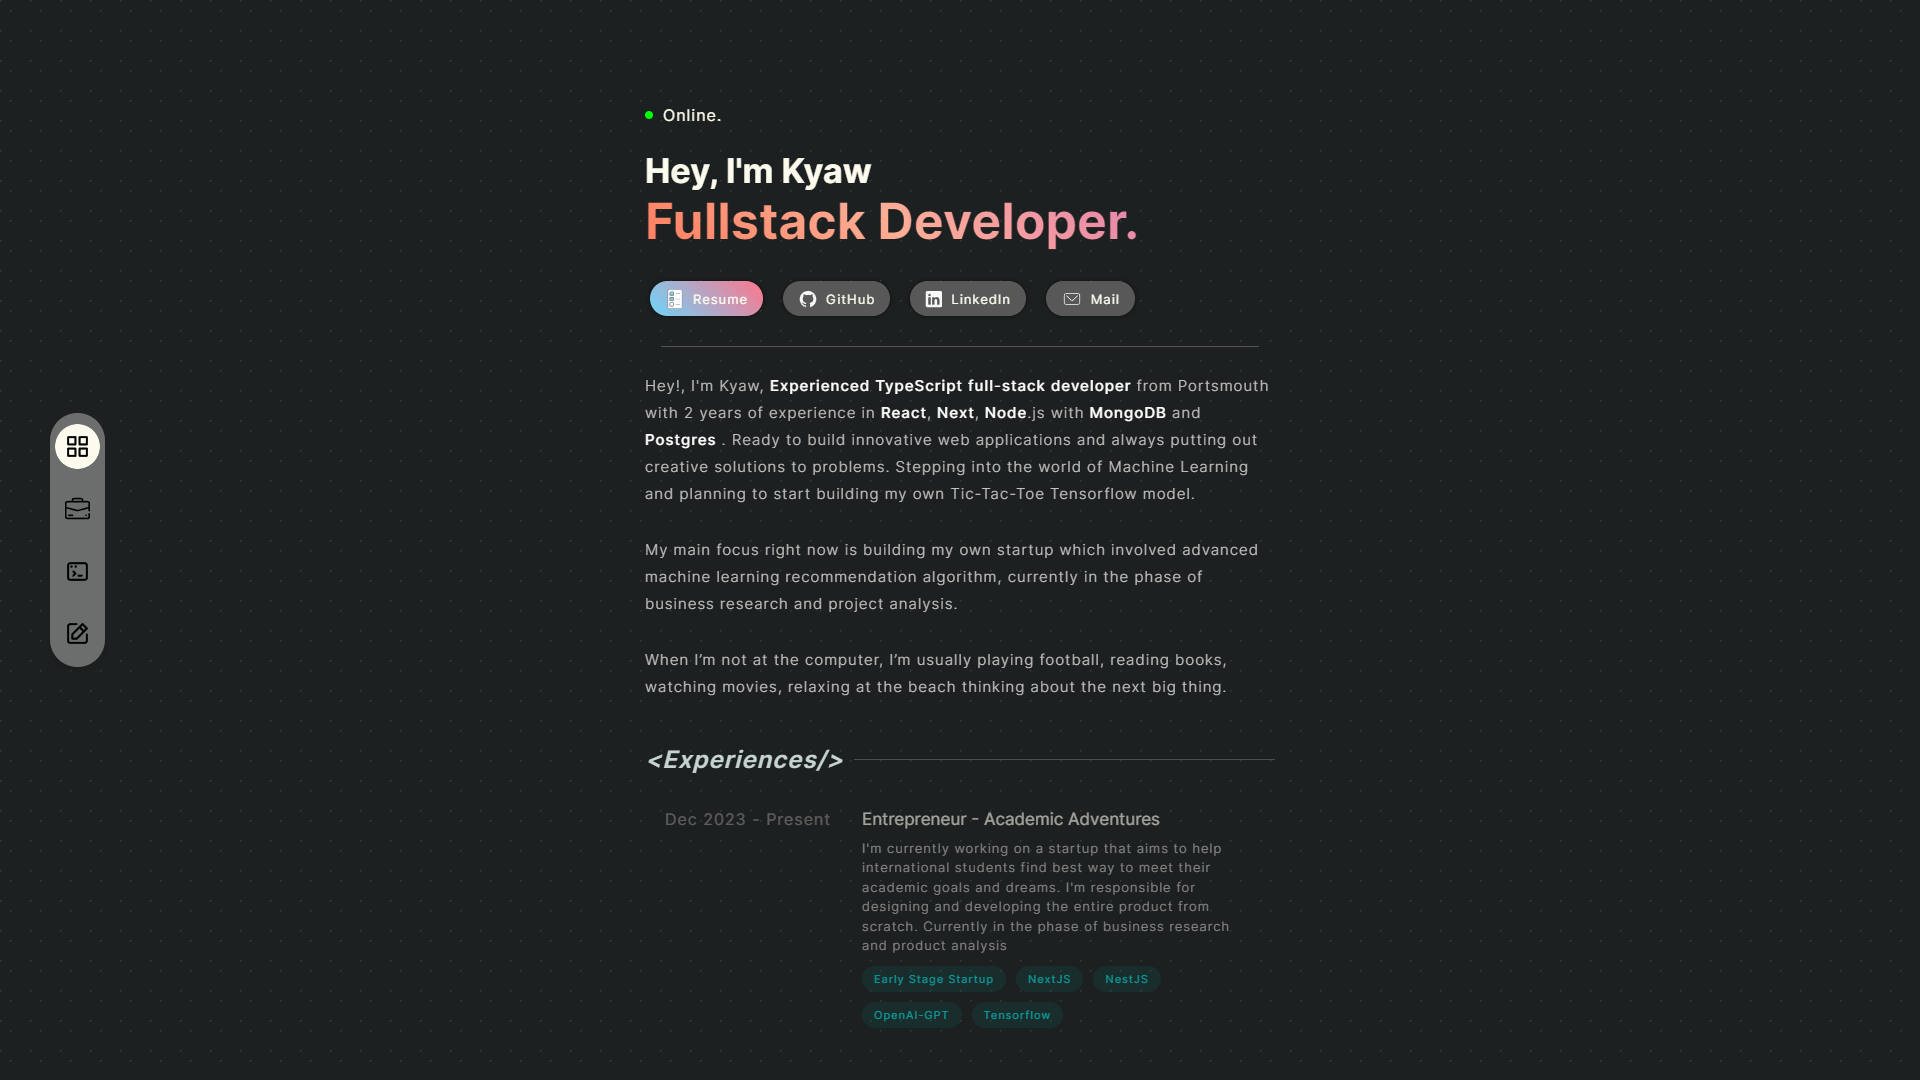 Online.
Hey, I'm Kyaw
Fullstack Developer.
Resume GitHub LinkedIn Mail
Hey!, I'm Kyaw, Experienced TypeScript full-stack developer from Portsmouth
with 2 years of experience in React, Next, Node.js with MongoDB and
Postgres . Ready to build innovative web applications and always putting out
creative solutions to problems. Stepping into the world of Machine Learning
and planning to start building my own Tic-Tac-Toe Tensorflow model.
My main focus right now is building my own startup which involved advanced
machine learning recommendation algorithm, currently in the phase of
business research and project analysis.
When I’m not at the computer, I’m usually playing football, reading books,
watching movies, relaxing at the beach thinking about the next big thing.
<Experiences/>
Dec 2023 - Present
Entrepreneur - Academic Adventures
I'm currently working on a startup that aims to help
international students find best way to meet their
academic goals and dreams. I'm responsible for
designing and developing the entire product from
scratch. Currently in the phase of business research
and product analysis
Early Stage Startup NextJS NestJS
OpenAI-GPT Tensorflow